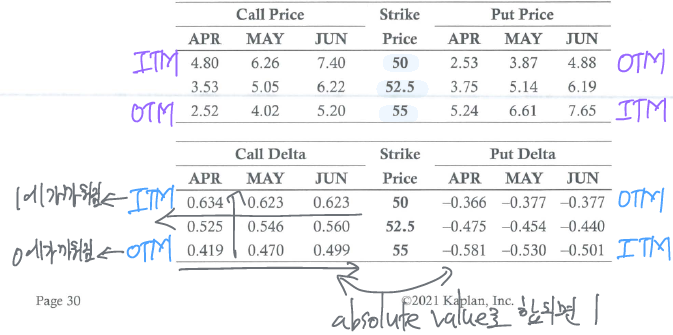 Call Price Strike Put Price
APR MAY JUN Price APR MAY JUN
ITM 4.80 6.26 7.40 50 2.53 3.87 4.88 OTM
3.53 5.05 6.22 52.5 3.75 5.14 6.19
OTM 2.52 4.02 5.20 55 5.24 6.61 7.65 ITM
Call Delta Strike Put Delta
APR MAY JUN Price APR MAY JUN
1에 가까워짐 ITM 0.634 0.623 0.623 50 –0.366 –0.377 –0.377 OTM
0.525 0.546 0.560 52.5 –0.475 –0.454 –0.440
0에 가까워짐 OTM 0.419 0.470 0.499 55 –0.581 –0.530 –0.501 ITM
Page 30 ©2021 Kaplan, Inc.
absolute value로 합되면 1